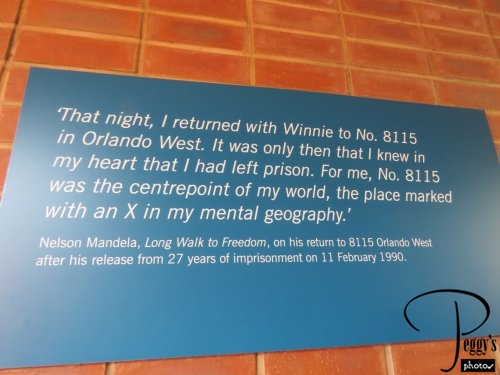 ‘That night, I returned with Winnie to No. 8115
in Orlando West. It was only then that I knew in
my heart that I had left prison. For me, No. 8115
was the centrepoint of my world, the place marked
with an X in my mental geography.’
Nelson Mandela, Long Walk to Freedom, on his return to 8115 Orlando West
after his release from 27 years of imprisonment on 11 February 1990.
Peggy's
photos